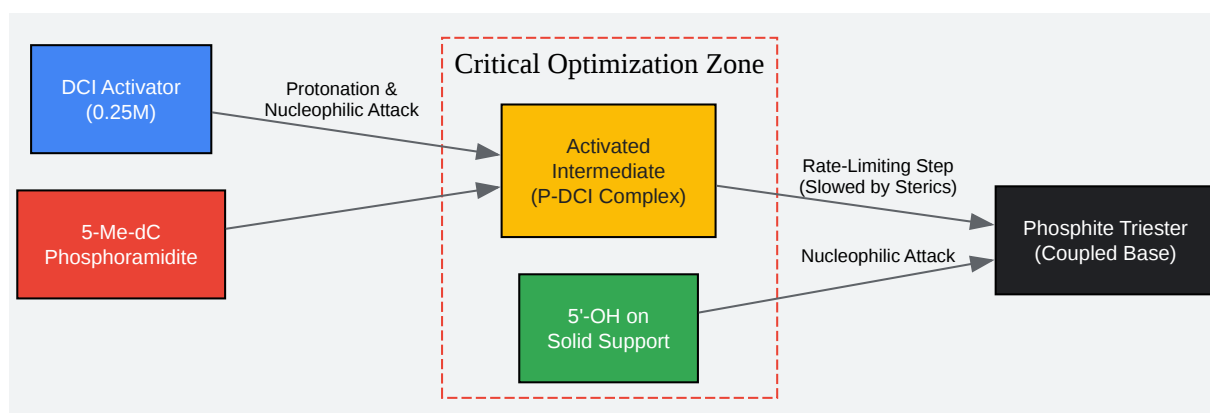 DCI Activator
(0.25M)
Protonation &
Nucleophilic Attack
5-Me-dC
Phosphoramidite
Critical Optimization Zone
Activated
Intermediate
(P-DCI Complex)
5'-OH on
Solid Support
Rate-Limiting Step
(Slowed by Sterics)
Nucleophilic Attack
Phosphite Triester
(Coupled Base)